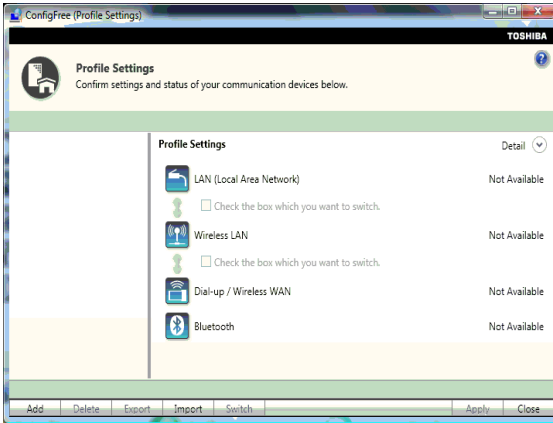 ConfigFree (Profile Settings)
TOSHIBA
Profile Settings
Confirm settings and status of your communication devices below.
?
Profile Settings
Detail
LAN (Local Area Network) Not Available
Check the box which you want to switch.
Wireless LAN Not Available
Check the box which you want to switch.
Dial-up / Wireless WAN Not Available
Bluetooth Not Available
Add Delete Export Import Switch Apply Close